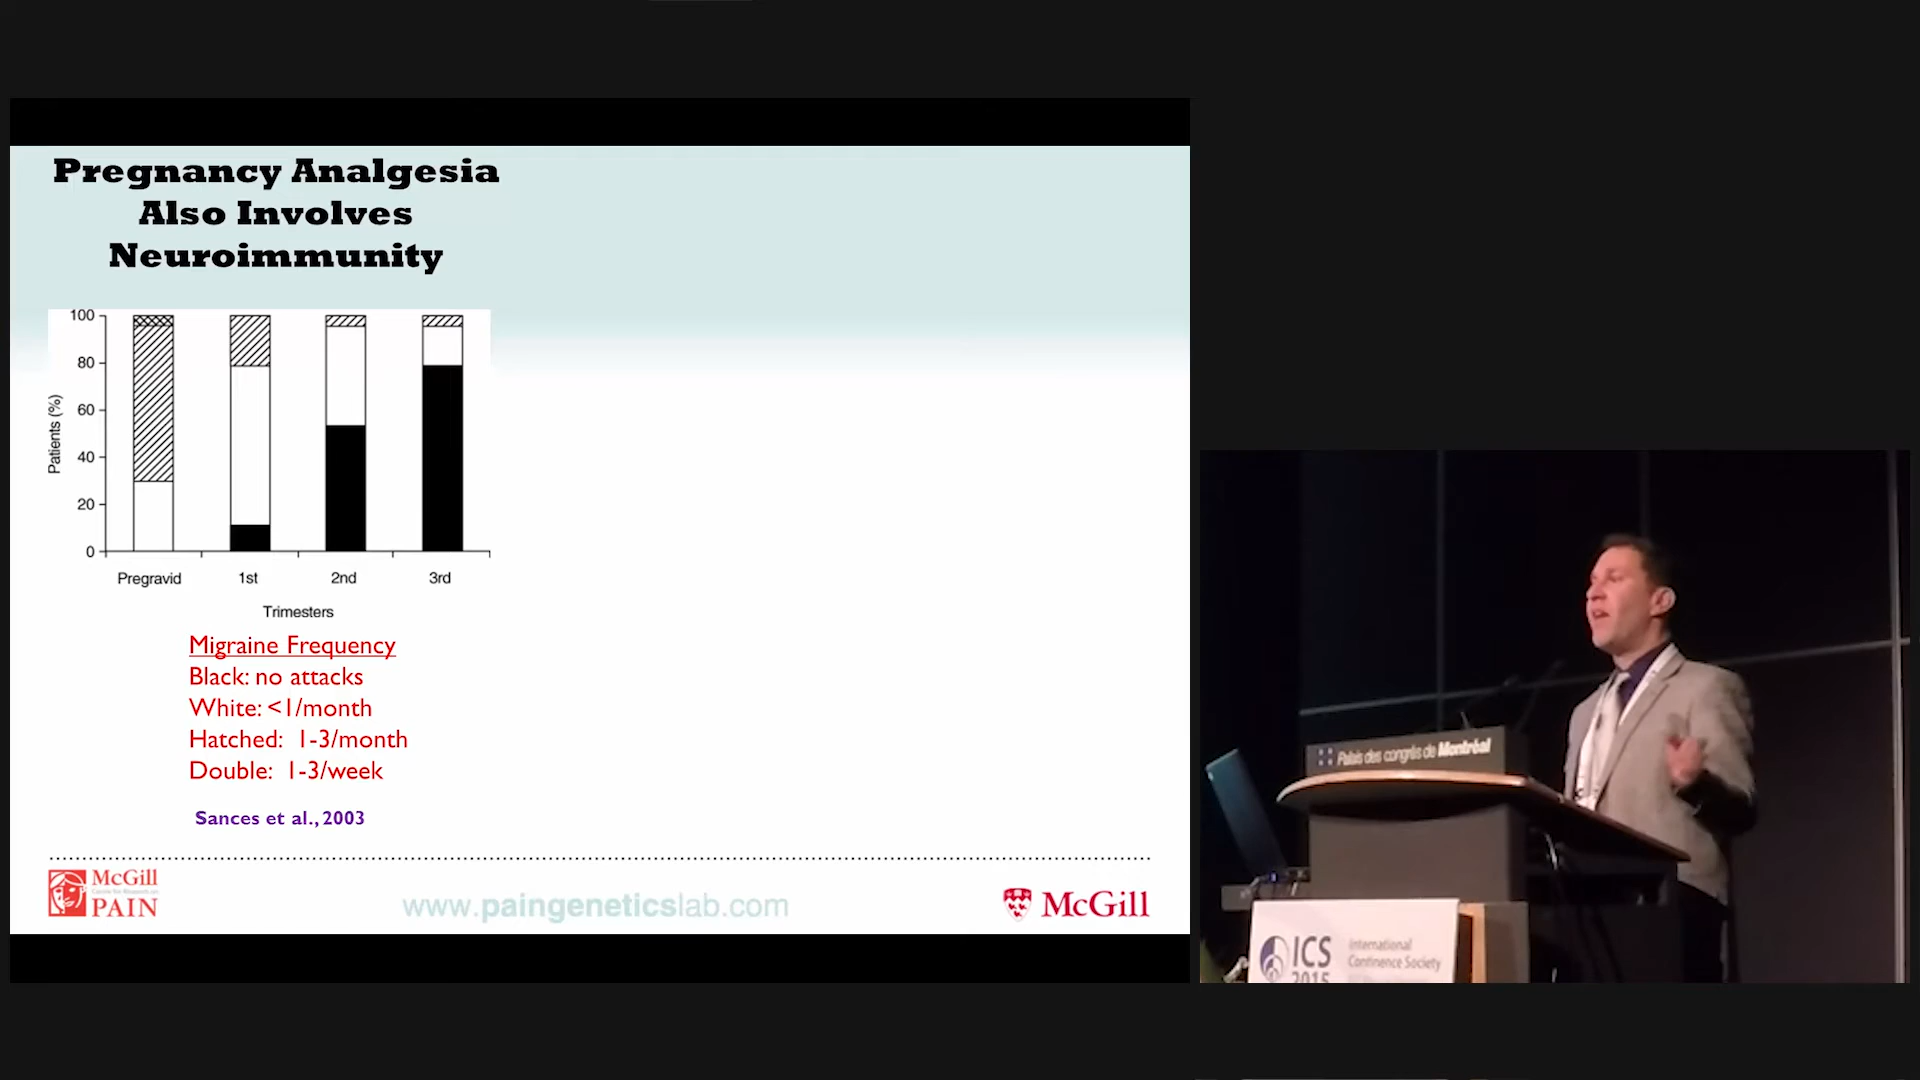 Pregnancy Analgesia
Also Involves
Neuroimmunity
100
80
60
40
20
0
Patients (%)
Pregravid 1st 2nd 3rd
Trimesters
Migraine Frequency
Black: no attacks
White: <1/month
Hatched: 1-3/month
Double: 1-3/week
Sances et al., 2003
McGill
PAIN
www.paingeneticslab.com
McGill
Palais des congrès de Montréal
ICS
2015
International
Continence Society